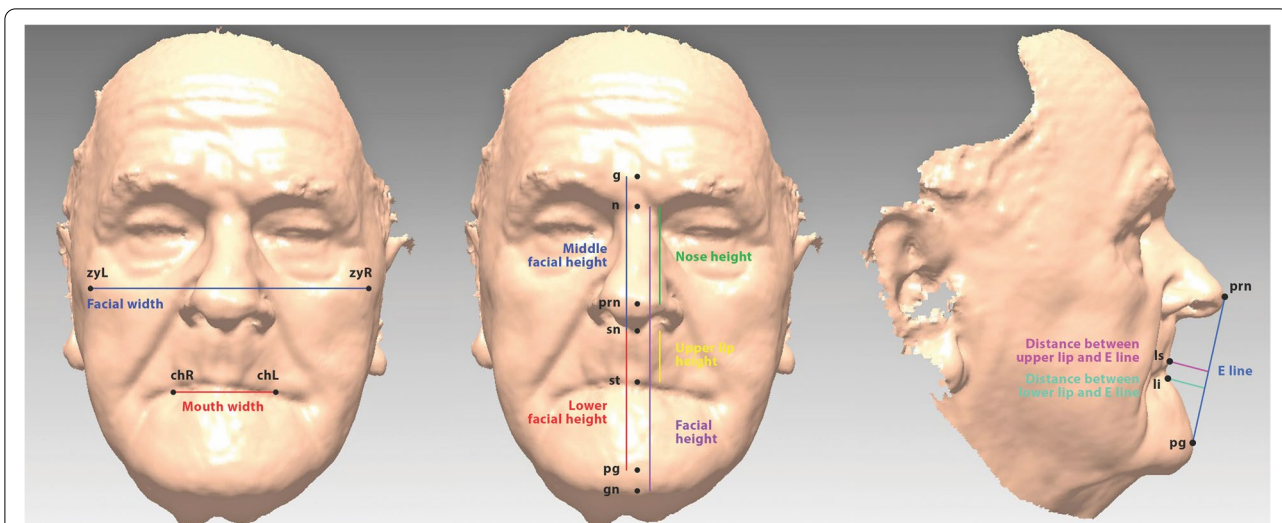 zyL
zyR
Facial width
chR
chL
Mouth width
g
n
Middle
facial height
Nose height
prn
sn
Upper lip
height
st
Lower
facial height
Facial
height
pg
gn
prn
Distance between
upper lip and E line
ls
Distance between
lower lip and E line
li
E line
pg